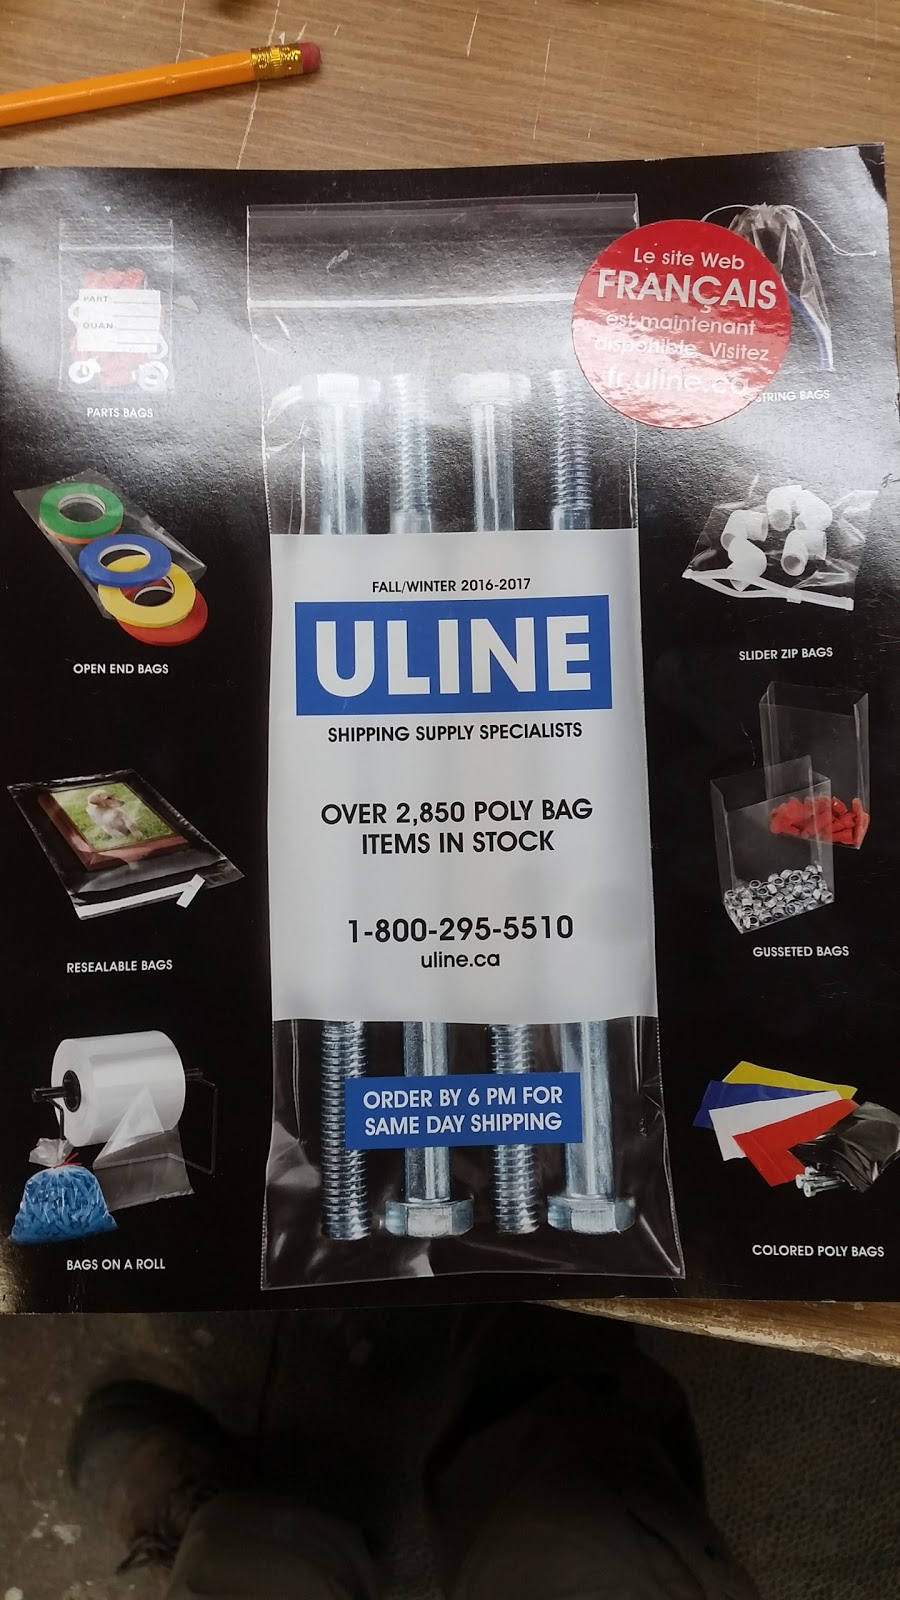 Le site Web
FRANÇAIS
est maintenant
disponible. Visitez
fr.uline.ca
PART
QUAN
PARTS BAGS
STRING BAGS
FALL/WINTER 2016-2017
ULINE
SHIPPING SUPPLY SPECIALISTS
OVER 2,850 POLY BAG
ITEMS IN STOCK
1-800-295-5510
uline.ca
ORDER BY 6 PM FOR
SAME DAY SHIPPING
OPEN END BAGS
SLIDER ZIP BAGS
RESEALABLE BAGS
GUSSETED BAGS
BAGS ON A ROLL
COLORED POLY BAGS